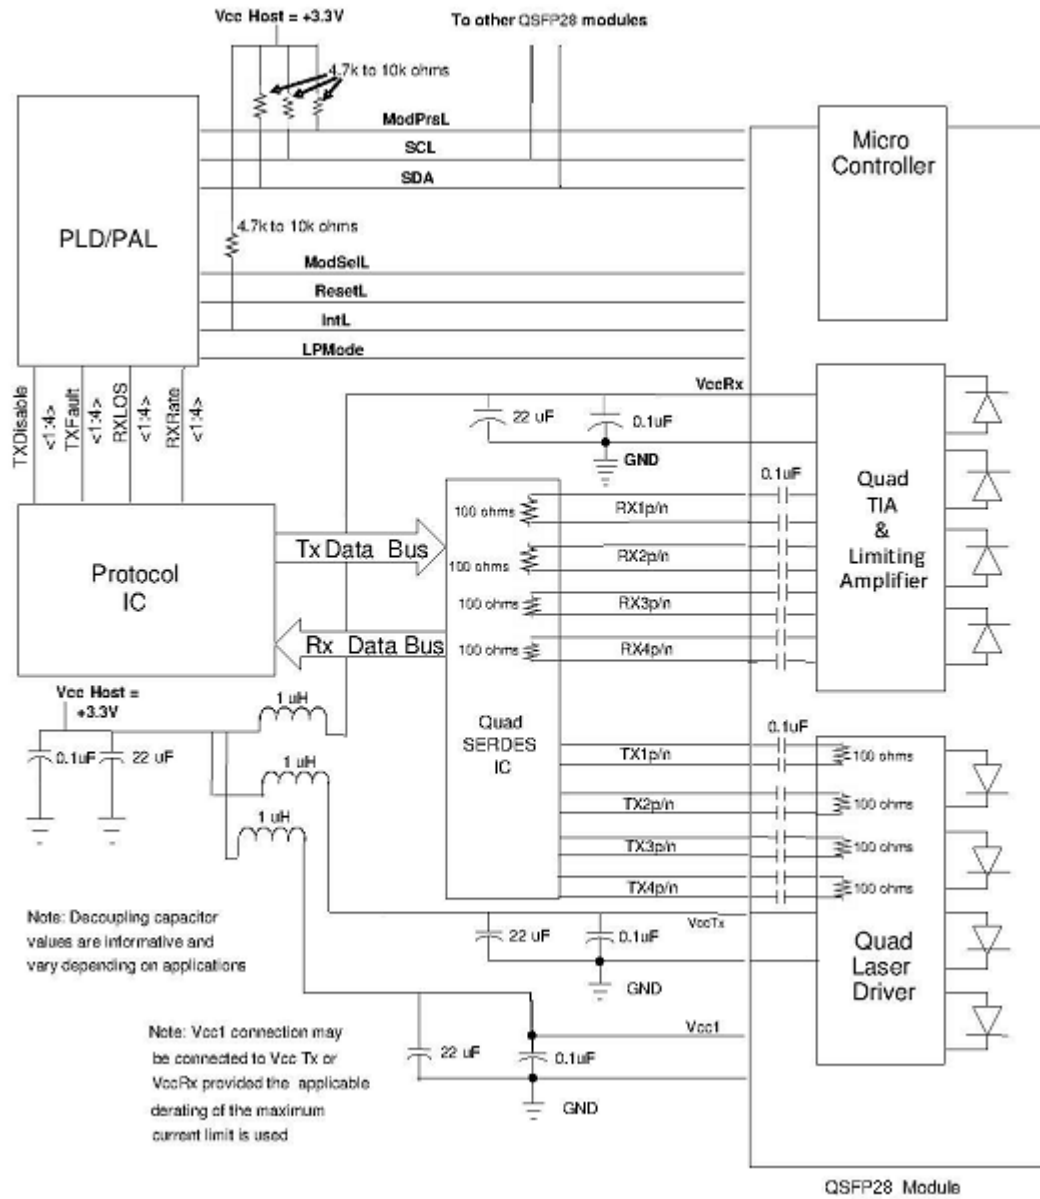 Vcc Host = +3.3V
To other QSFP28 modules
4.7k to 10k ohms
ModPrsL
SCL
SDA
PLD/PAL
4.7k to 10k ohms
ModSelL
ResetL
IntL
LPMode
Micro
Controller
TXDisable
<1:4>
TXFault
<1:4>
RXLOS
<1:4>
RXRate
<1:4>
VccRx
22 uF
0.1uF
GND
0.1uF
Protocol
IC
Tx Data Bus
Rx Data Bus
100 ohms
RX1p/n
100 ohms
RX2p/n
100 ohms
RX3p/n
100 ohms
RX4p/n
Quad
SERDES
IC
Quad
TIA
&
Limiting
Amplifier
Vcc Host =
+3.3V
0.1uF
22 uF
1 uH
1 uH
1 uH
0.1uF
TX1p/n
100 ohms
TX2p/n
100 ohms
TX3p/n
100 ohms
TX4p/n
100 ohms
Quad
Laser
Driver
VccTx
22 uF
0.1uF
GND
Note: Decoupling capacitor
values are informative and
vary depending on applications
Vcc1
22 uF
0.1uF
GND
Note: Vcc1 connection may
be connected to Vcc Tx or
VccRx provided the applicable
derating of the maximum
current limit is used
QSFP28 Module